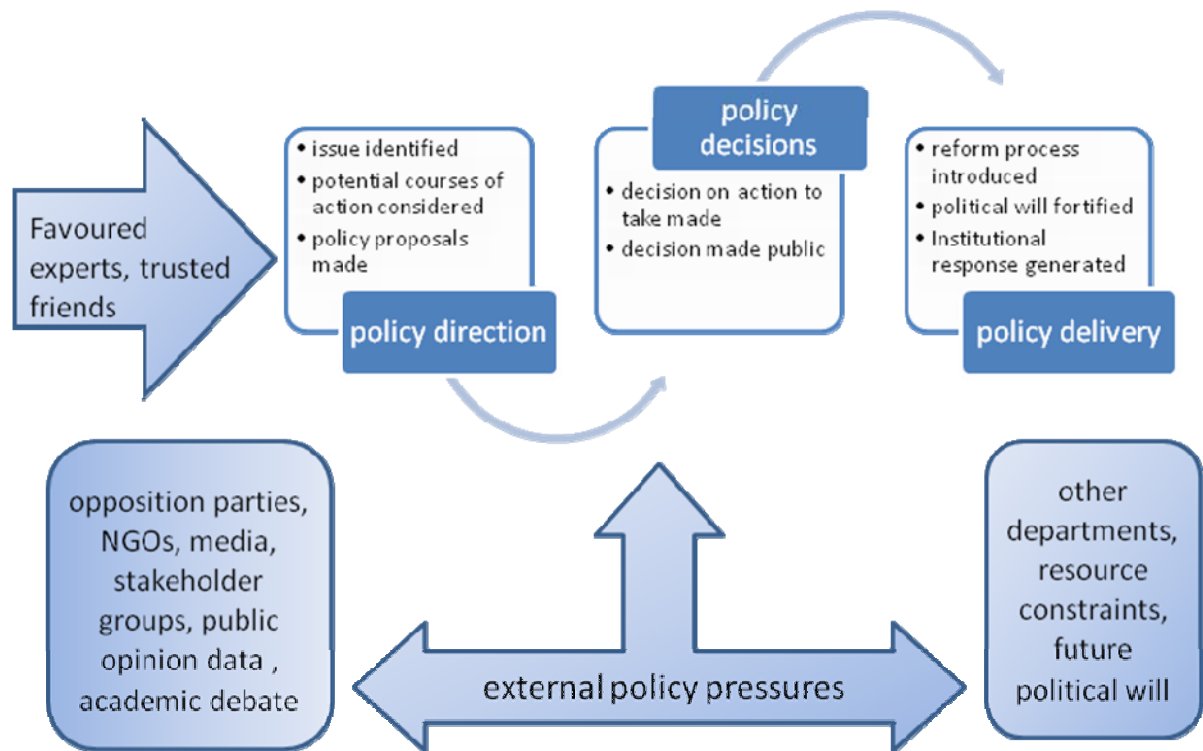 Favoured
experts, trusted
friends
• issue identified
• potential courses of
action considered
• policy proposals
made
policy direction
policy
decisions
• decision on action to
take made
• decision made public
• reform process
introduced
• political will fortified
• Institutional
response generated
policy delivery
opposition parties,
NGOs, media,
stakeholder
groups, public
opinion data ,
academic debate
external policy pressures
other
departments,
resource
constraints,
future
political will